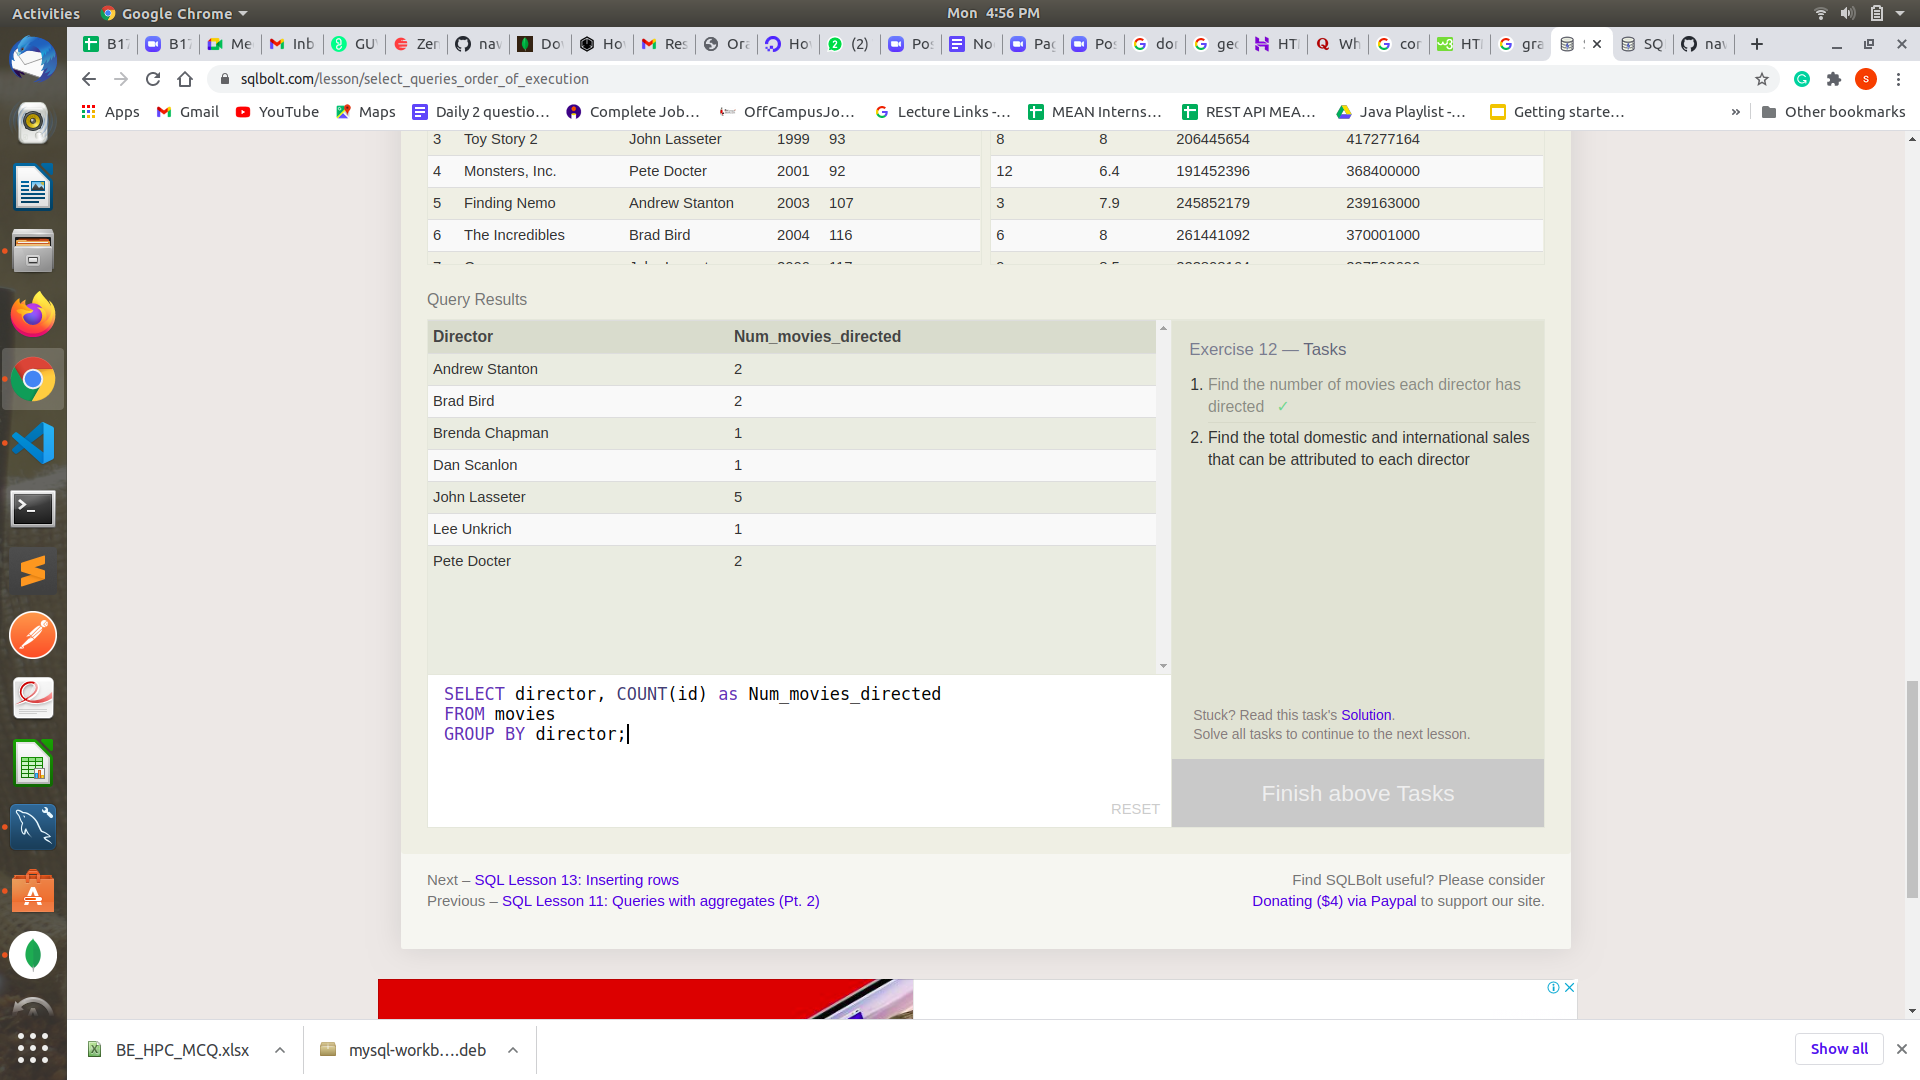 Activities Google Chrome Mon 4:56 PM
B17 B17 Me Inb GUV Zen nav Dov Hov Res Ora Hov (2) Pos No Pag Pos dor geo HTI Wh cor HTI gra SQ nav
sqlbolt.com/lesson/select_queries_order_of_execution
Apps Gmail YouTube Maps Daily 2 questio… Complete Job… OffCampusJo… Lecture Links -… MEAN Interns… REST API MEA… Java Playlist -… Getting starte… » Other bookmarks
3 Toy Story 2 John Lasseter 1999 93 8 8 206445654 417277164
4 Monsters, Inc. Pete Docter 2001 92 12 6.4 191452396 368400000
5 Finding Nemo Andrew Stanton 2003 107 3 7.9 245852179 239163000
6 The Incredibles Brad Bird 2004 116 6 8 261441092 370001000
Query Results
Director Num_movies_directed
Andrew Stanton 2
Brad Bird 2
Brenda Chapman 1
Dan Scanlon 1
John Lasseter 5
Lee Unkrich 1
Pete Docter 2
Exercise 12 — Tasks
1. Find the number of movies each director has
directed ✓
2. Find the total domestic and international sales
that can be attributed to each director
SELECT director, COUNT(id) as Num_movies_directed
FROM movies
GROUP BY director;
RESET
Stuck? Read this task's Solution.
Solve all tasks to continue to the next lesson.
Finish above Tasks
Next – SQL Lesson 13: Inserting rows
Previous – SQL Lesson 11: Queries with aggregates (Pt. 2)
Find SQLBolt useful? Please consider
Donating ($4) via Paypal to support our site.
BE_HPC_MCQ.xlsx mysql-workb….deb Show all